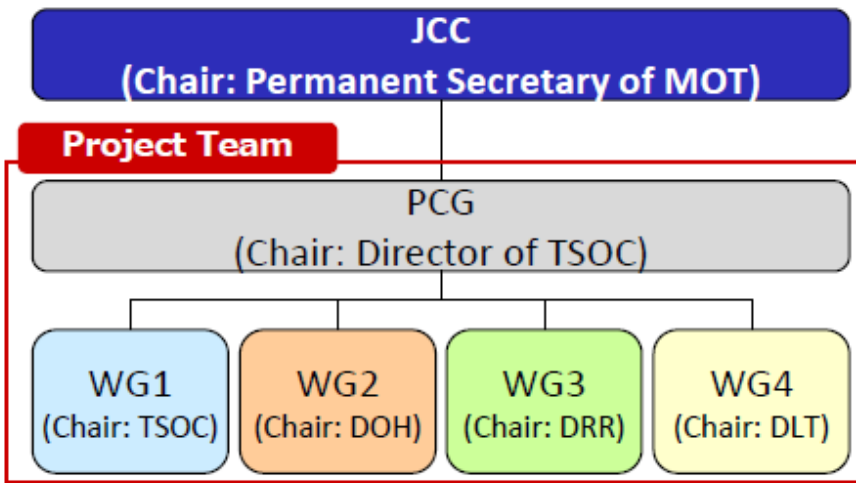 JCC
(Chair: Permanent Secretary of MOT)
Project Team
PCG
(Chair: Director of TSOC)
WG1
(Chair: TSOC)
WG2
(Chair: DOH)
WG3
(Chair: DRR)
WG4
(Chair: DLT)